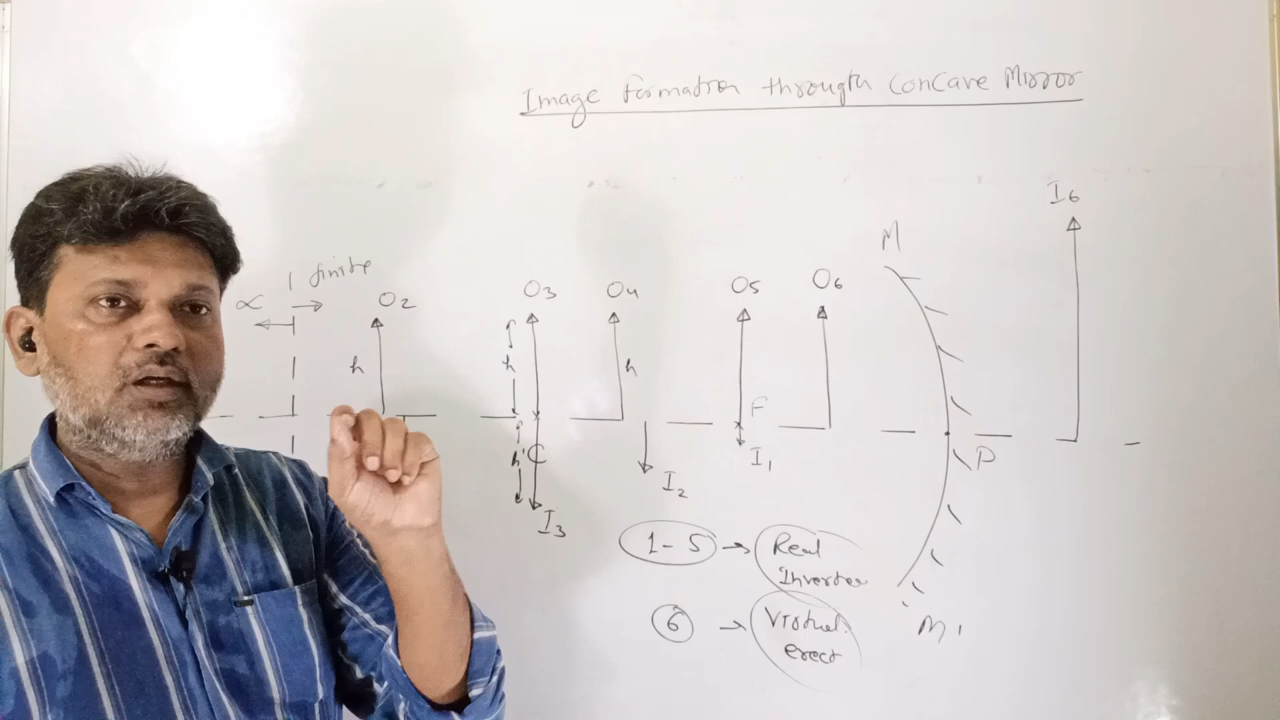 Image formation through Concave Mirror
I6
M
finite
∝
O2
O3
O4
O5
O6
h
h
h
F
C
h'
P
I1
I2
I3
1-5 → Real
Inverter
6 → Virtual.
erect
M1